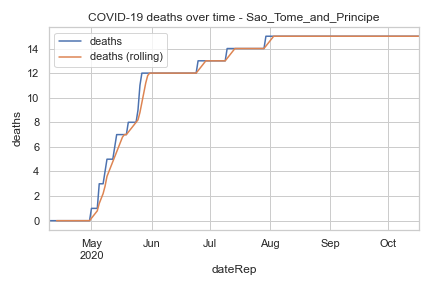 COVID-19 deaths over time - Sao_Tome_and_Principe
deaths
deaths (rolling)
14
12
10
8
6
4
2
0
deaths
May
2020
Jun
Jul
Aug
Sep
Oct
dateRep